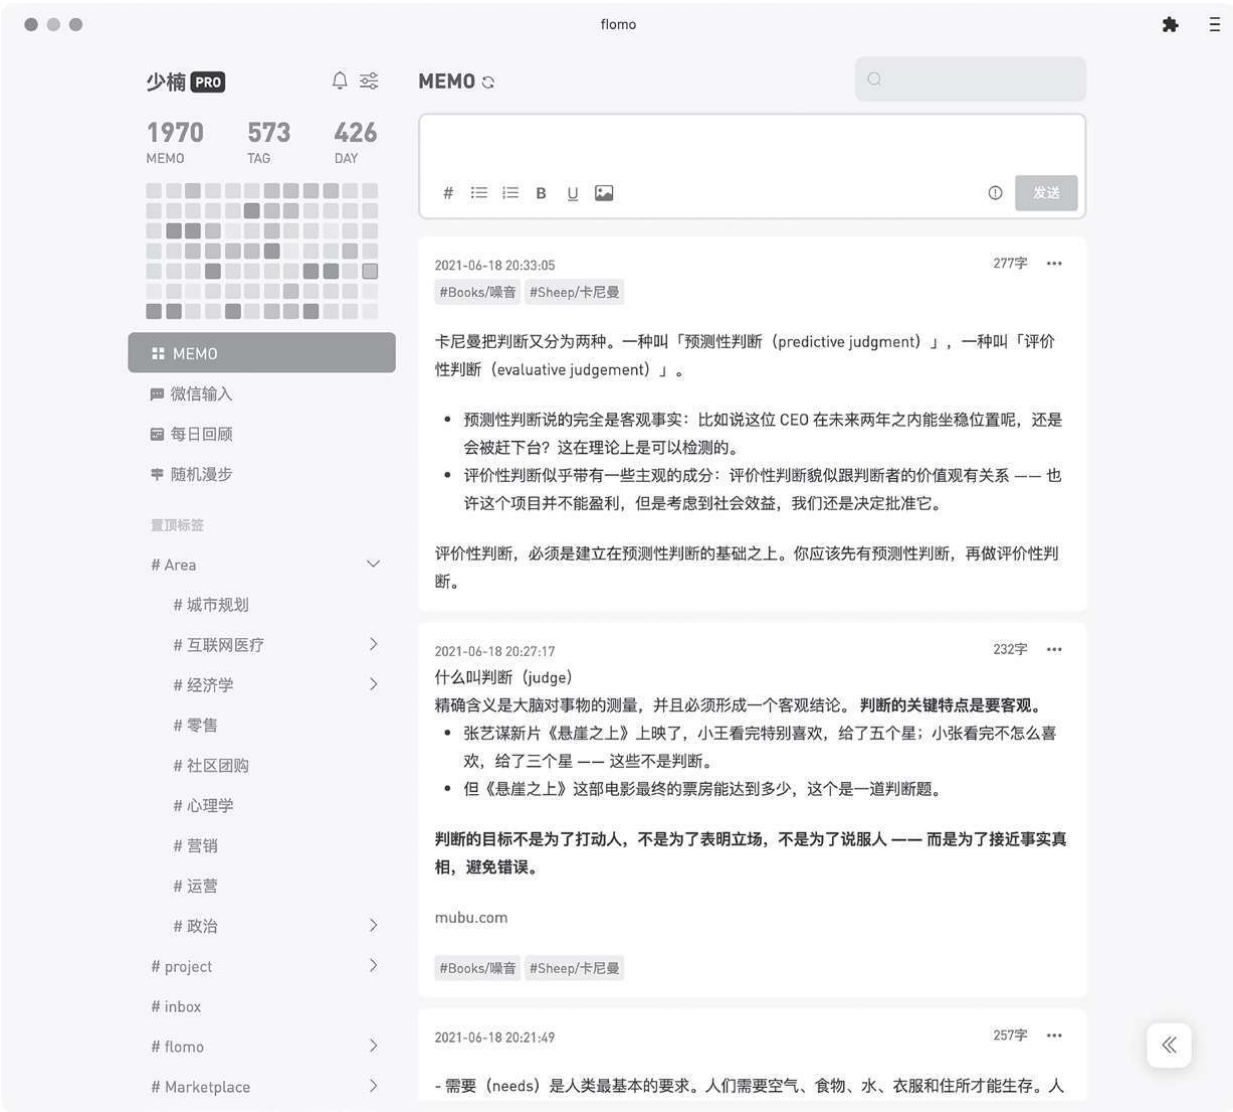 flomo
少楠 PRO
1970 573 426
MEMO TAG DAY
MEMO
微信输入
每日回顾
随机漫步
置顶标签
# Area
# 城市规划
# 互联网医疗
# 经济学
# 零售
# 社区团购
# 心理学
# 营销
# 运营
# 政治
# project
# inbox
# flomo
# Marketplace
MEMO
# B U
发送
2021-06-18 20:33:05 277字
#Books/噪音 #Sheep/卡尼曼
卡尼曼把判断又分为两种。一种叫「预测性判断（predictive judgment）」，一种叫「评价
性判断（evaluative judgement）」。
• 预测性判断说的完全是客观事实：比如说这位 CEO 在未来两年之内能坐稳位置呢，还是
会被赶下台？这在理论上是可以检测的。
• 评价性判断似乎带有一些主观的成分：评价性判断貌似跟判断者的价值观有关系 —— 也
许这个项目并不能盈利，但是考虑到社会效益，我们还是决定批准它。
评价性判断，必须是建立在预测性判断的基础之上。你应该先有预测性判断，再做评价性判
断。
2021-06-18 20:27:17 232字
什么叫判断（judge）
精确含义是大脑对事物的测量，并且必须形成一个客观结论。 判断的关键特点是要客观。
• 张艺谋新片《悬崖之上》上映了，小王看完特别喜欢，给了五个星；小张看完不怎么喜
欢，给了三个星 —— 这些不是判断。
• 但《悬崖之上》这部电影最终的票房能达到多少，这个是一道判断题。
判断的目标不是为了打动人，不是为了表明立场，不是为了说服人 —— 而是为了接近事实真
相，避免错误。
mubu.com
#Books/噪音 #Sheep/卡尼曼
2021-06-18 20:21:49 257字
- 需要（needs）是人类最基本的要求。人们需要空气、食物、水、衣服和住所才能生存。人